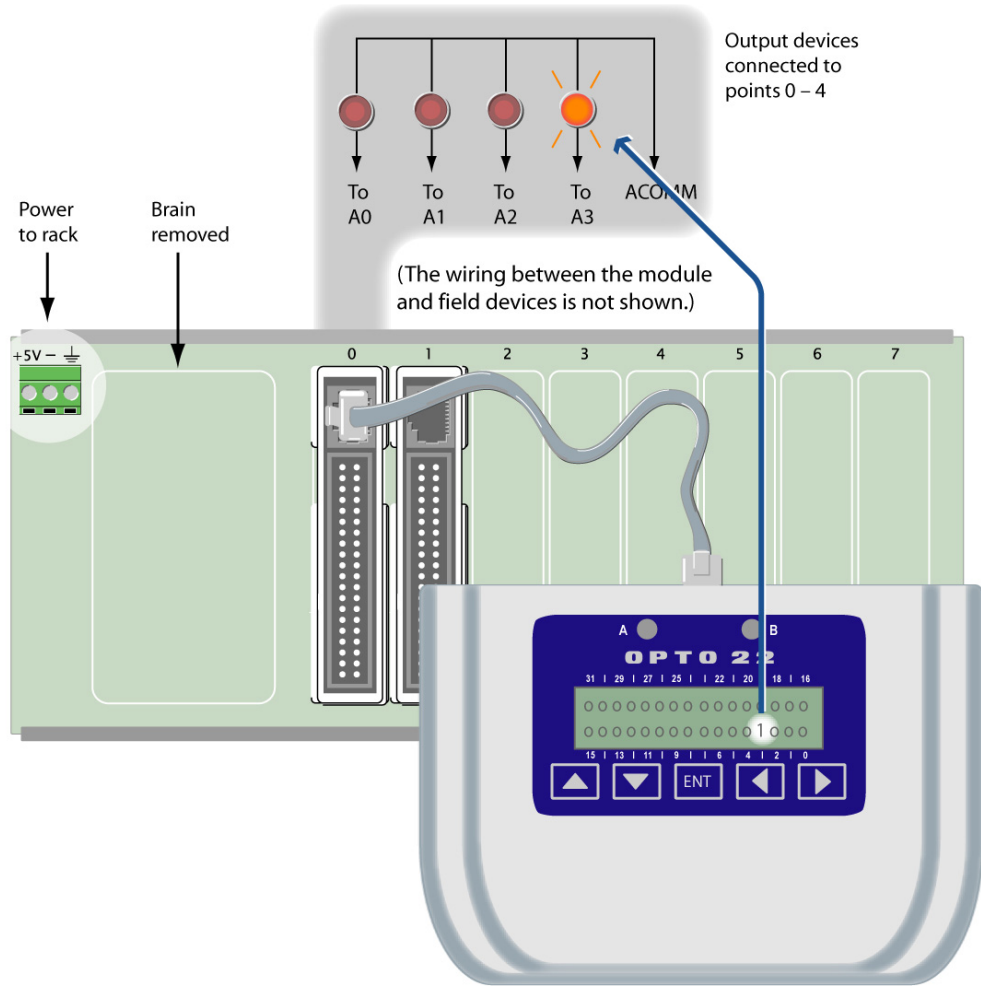 Output devices
connected to
points 0 – 4
To To To To ACOMM
A0 A1 A2 A3
Power
to rack
Brain
removed
(The wiring between the module
and field devices is not shown.)
+5V –
0 1 2 3 4 5 6 7
A B
OPTO 22
31 | 29 | 27 | 25 | | 22 | 20 | 18 | 16
0000000000000000
0000000000001000
15 | 13 | 11 | 9 | | 6 | 4 | 2 | 0
ENT